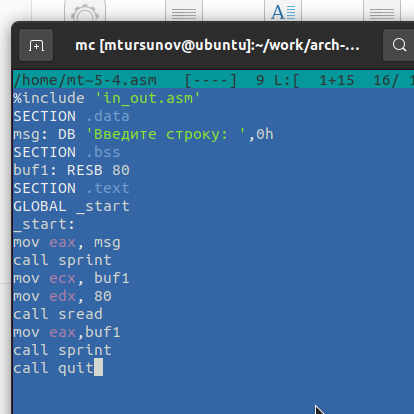 A
mc [mtursunov@ubuntu]:~/work/arch-...
/home/mt~5-4.asm [----] 9 L:[ 1+15 16/ 1
%include 'in_out.asm'
SECTION .data
msg: DB 'Введите строку: ',0h
SECTION .bss
buf1: RESB 80
SECTION .text
GLOBAL _start
_start:
mov eax, msg
call sprint
mov ecx, buf1
mov edx, 80
call sread
mov eax,buf1
call sprint
call quit